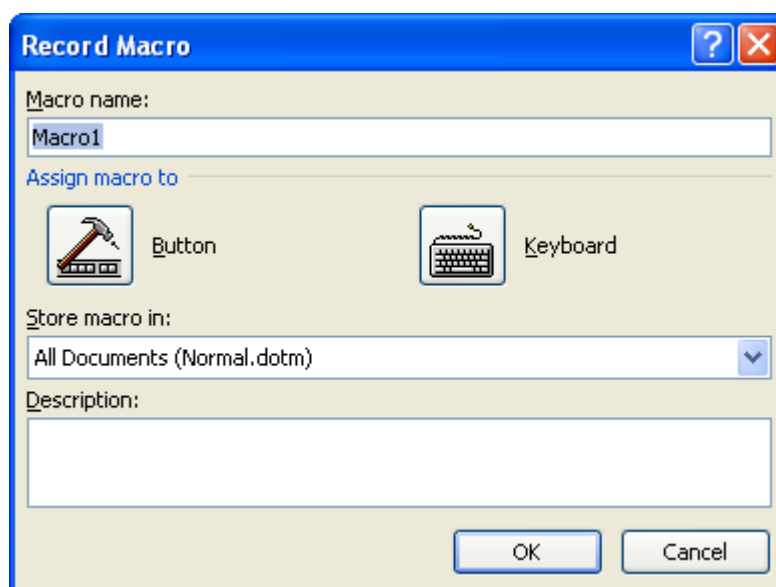 Record Macro
Macro name:
Macro1
Assign macro to
Button
Keyboard
Store macro in:
All Documents (Normal.dotm)
Description:
OK
Cancel